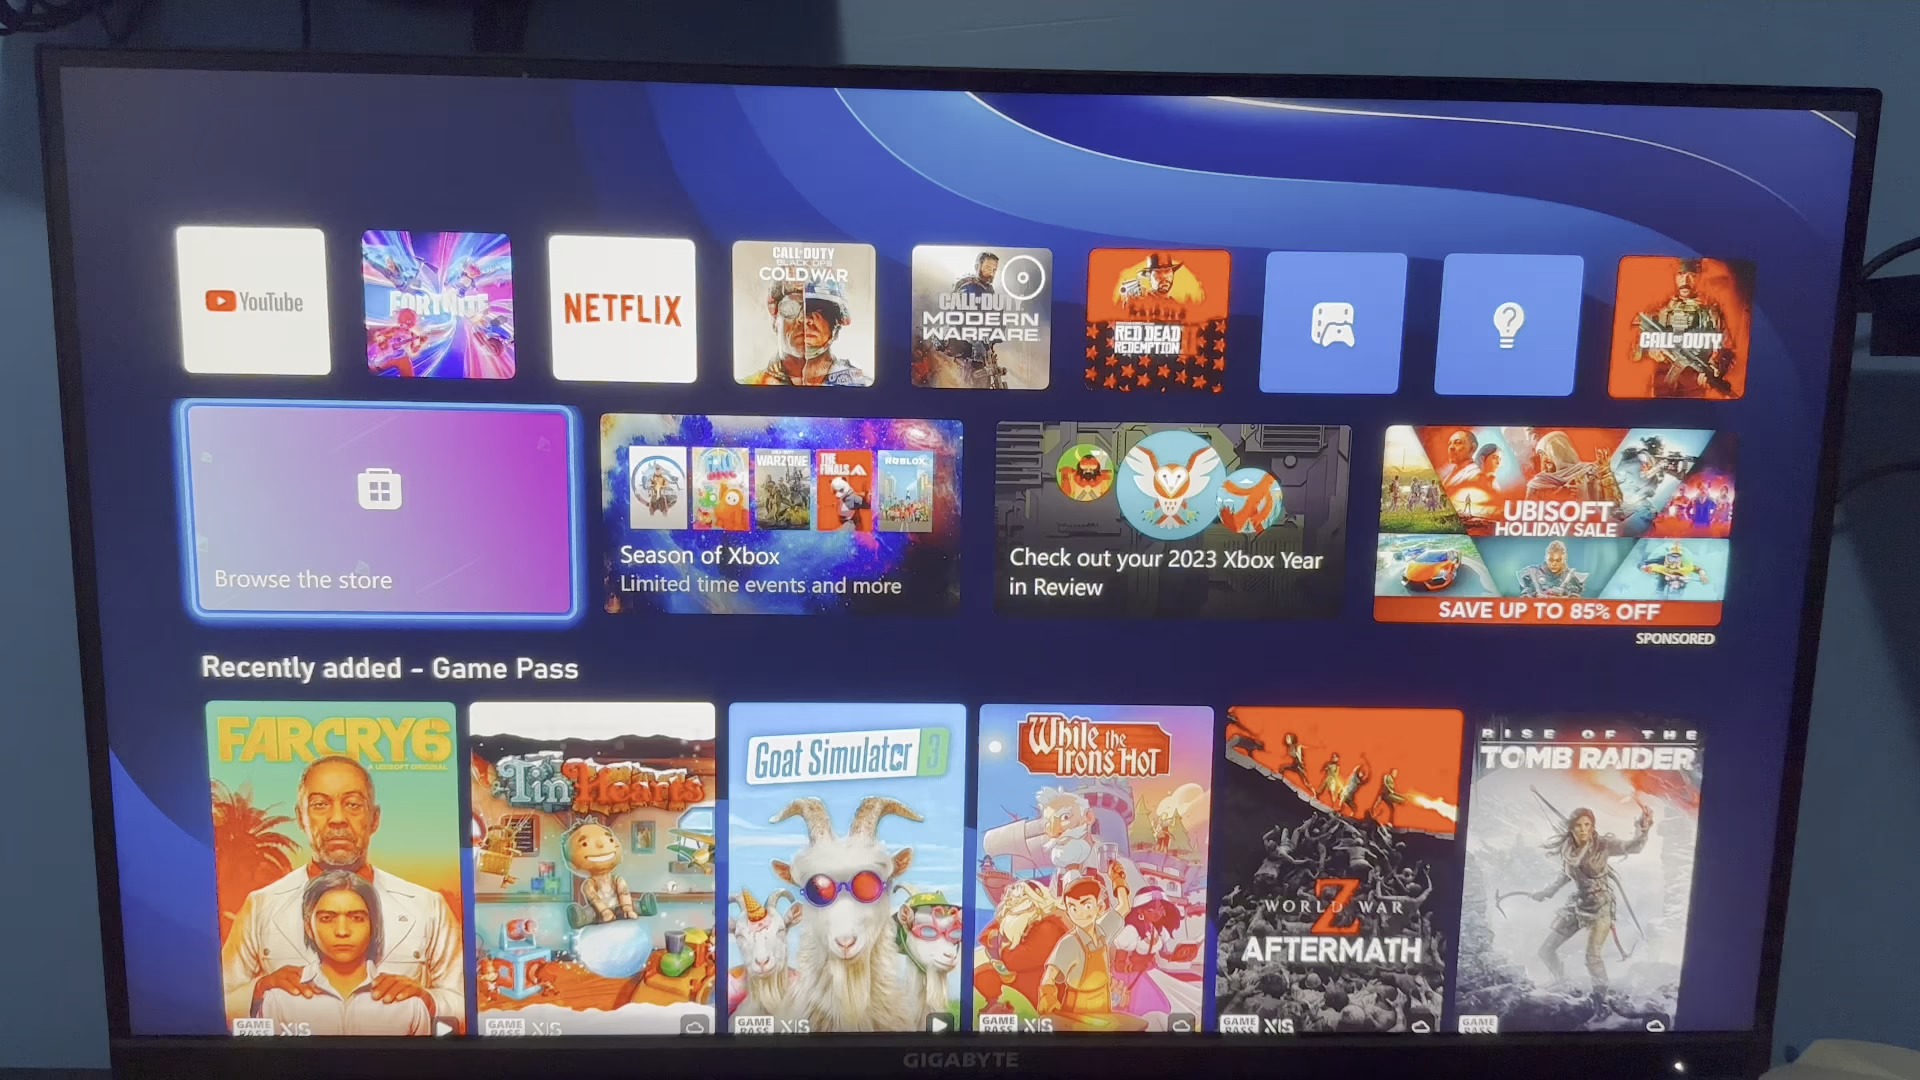 YouTube
FORTNITE
NETFLIX
CALL OF DUTY
BLACK OPS
COLD WAR
CALL OF DUTY
MODERN
WARFARE
RED DEAD
REDEMPTION
?
CALL OF DUTY
Browse the store
WARZONE
THE
FINALS
ROBLOX
Season of Xbox
Limited time events and more
Check out your 2023 Xbox Year
in Review
UBISOFT
HOLIDAY SALE
SAVE UP TO 85% OFF
SPONSORED
Recently added - Game Pass
FARCRY6
A UBISOFT ORIGINAL
Tin Hearts
Goat Simulator 3
While the
Iron's Hot
WORLD WAR
Z
AFTERMATH
RISE OF THE
TOMB RAIDER
GAME
PASS
X|S
GAME
PASS
X|S
GAME
PASS
X|S
GAME
PASS
X|S
GAME
PASS
X|S
GAME
PASS
GIGABYTE